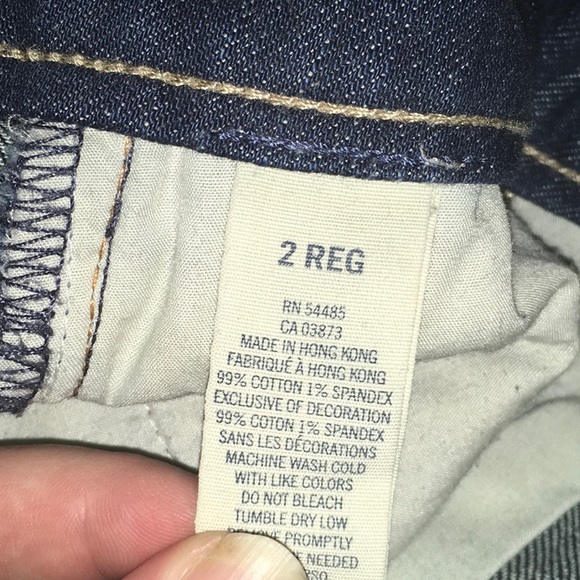 2 REG
RN 54485
CA 03873
MADE IN HONG KONG
FABRIQUÉ À HONG KONG
99% COTTON 1% SPANDEX
EXCLUSIVE OF DECORATION
99% COTON 1% SPANDEX
SANS LES DÉCORATIONS
MACHINE WASH COLD
WITH LIKE COLORS
DO NOT BLEACH
TUMBLE DRY LOW
PROMPTLY
NEEDED